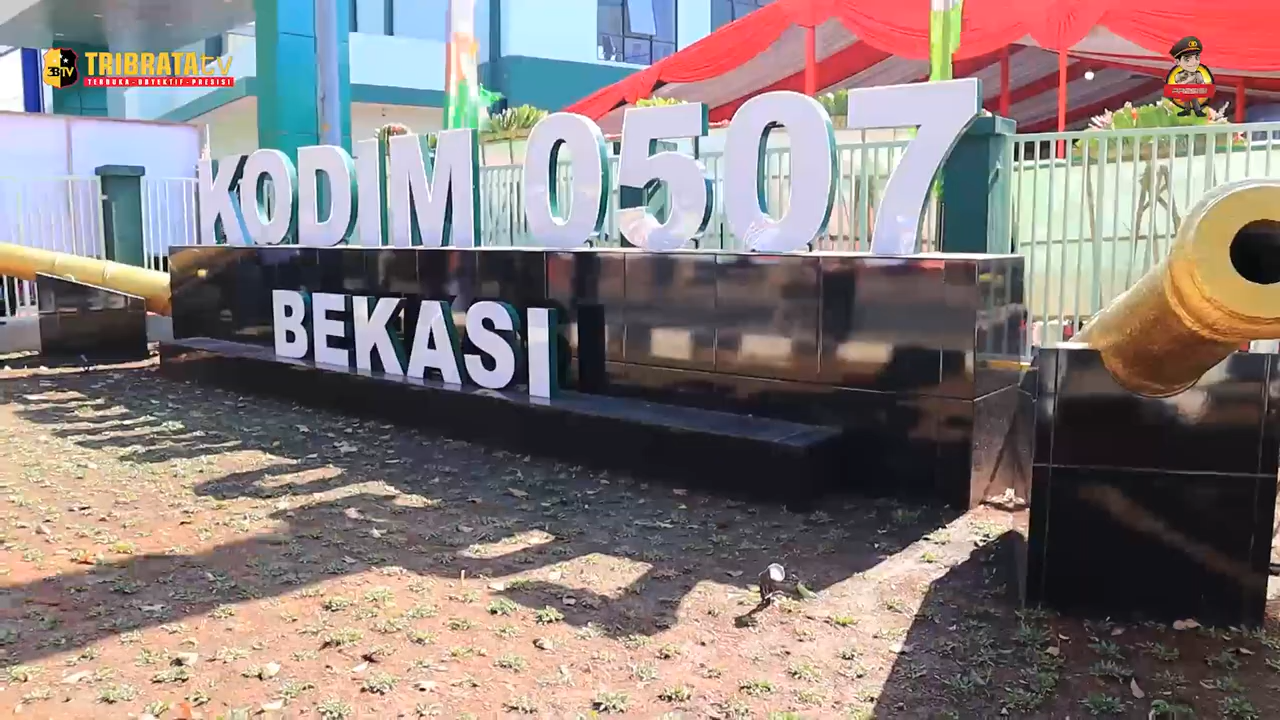 TRIBRATA tv
TERBUKA - OBYEKTIF - PRESISI
KODIM 0507
BEKASI